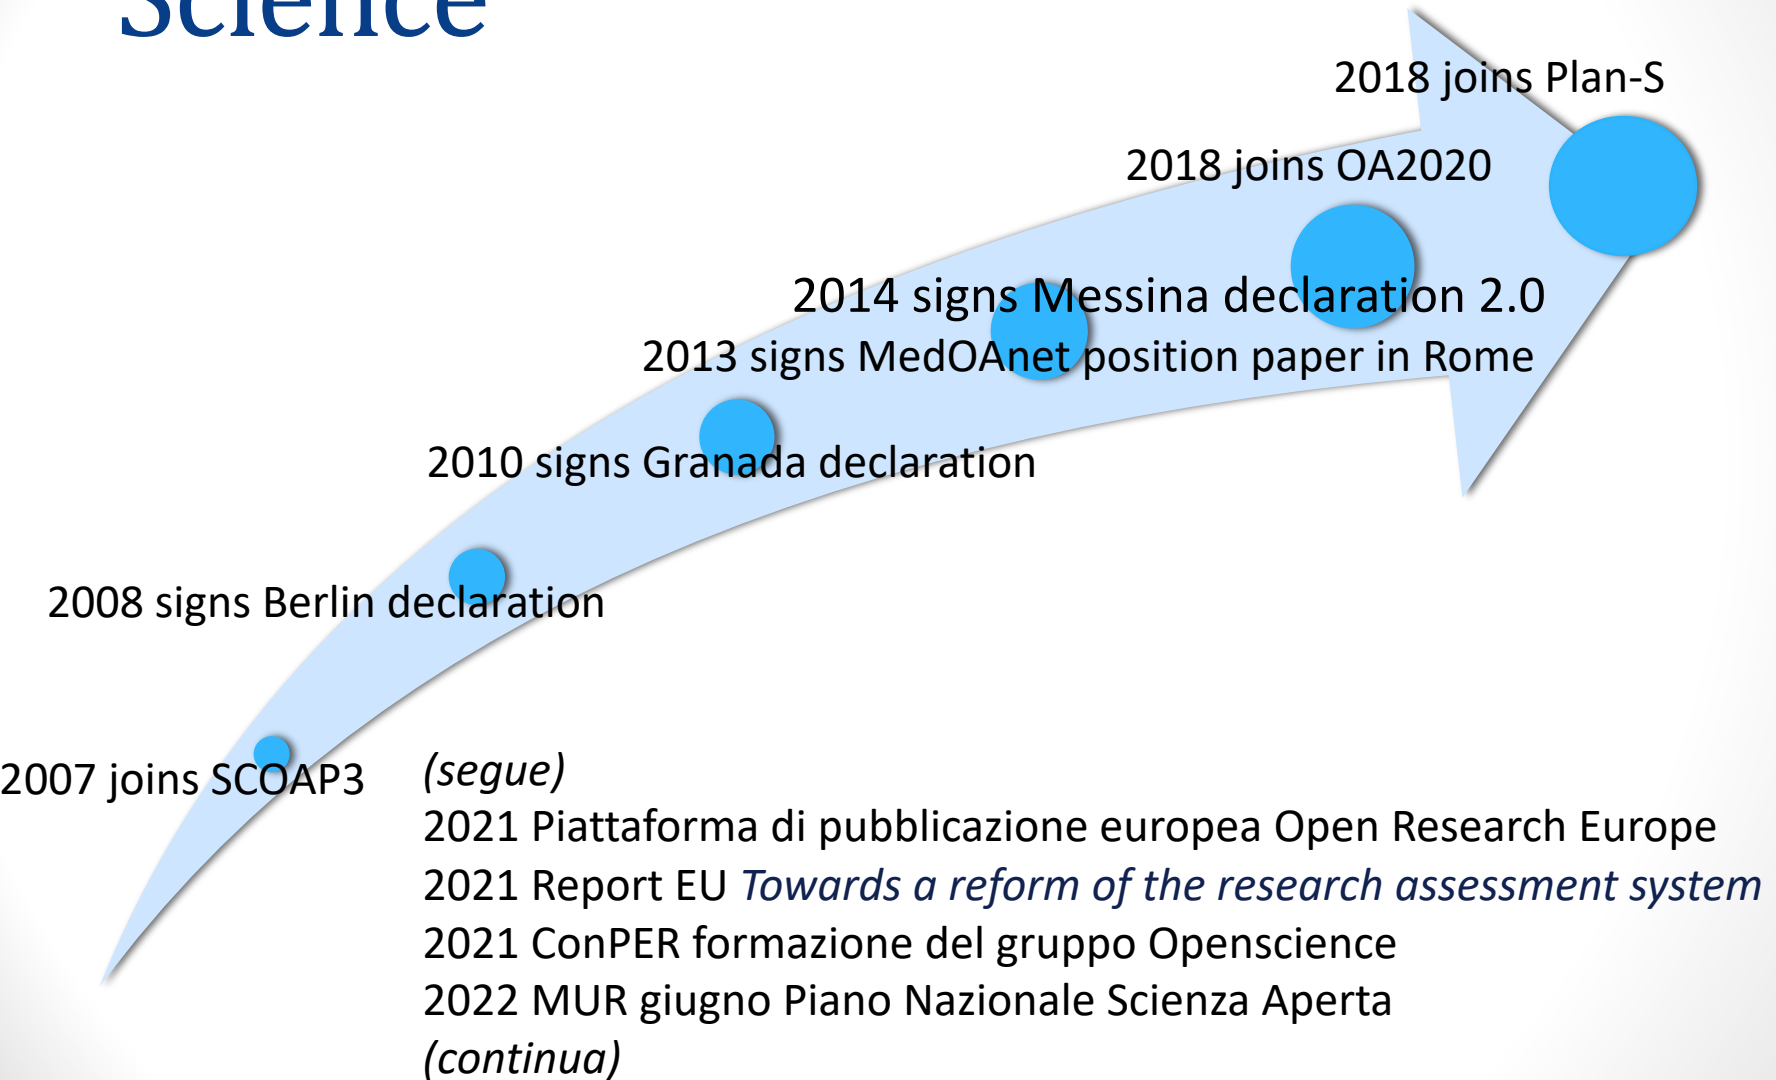 Science
2018 joins Plan-S
2018 joins OA2020
2014 signs Messina declaration 2.0
2013 signs MedOAnet position paper in Rome
2010 signs Granada declaration
2008 signs Berlin declaration
2007 joins SCOAP3
(segue)
2021 Piattaforma di pubblicazione europea Open Research Europe
2021 Report EU Towards a reform of the research assessment system
2021 ConPER formazione del gruppo Openscience
2022 MUR giugno Piano Nazionale Scienza Aperta
(continua)